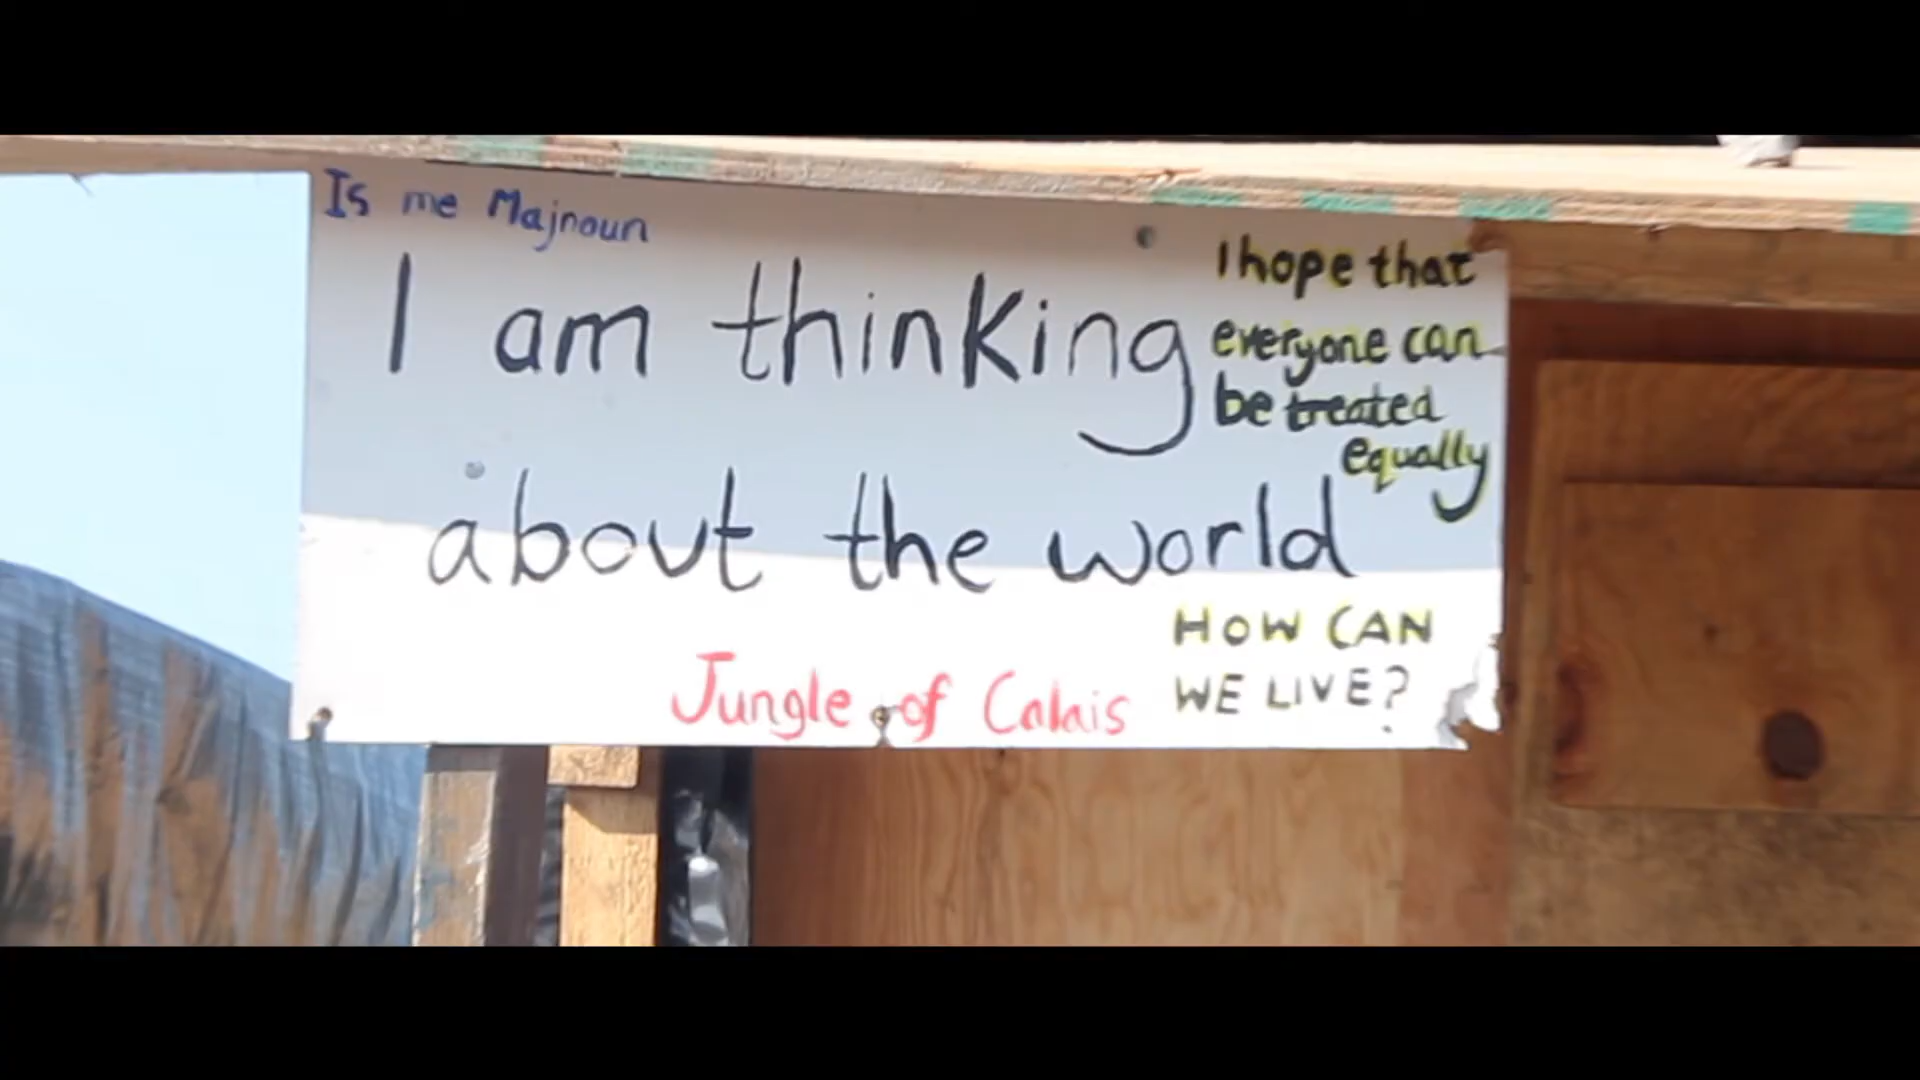 Is me Majnoun
I am thinking
about the world
I hope that
everyone can
be treated
equally
HOW CAN
WE LIVE?
Jungle of Calais